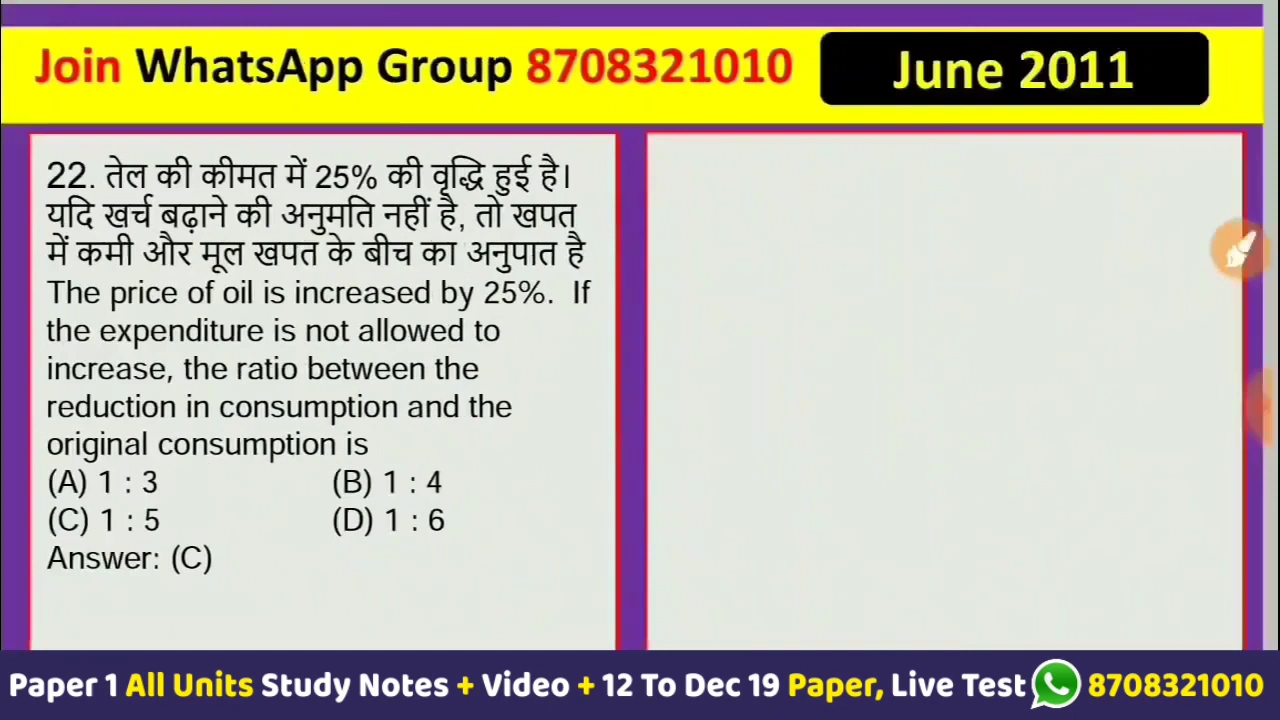 Join WhatsApp Group 8708321010
June 2011
22. तेल की कीमत में 25% की वृद्धि हुई है।
यदि खर्च बढ़ाने की अनुमति नहीं है, तो खपत
में कमी और मूल खपत के बीच का अनुपात है
The price of oil is increased by 25%. If
the expenditure is not allowed to
increase, the ratio between the
reduction in consumption and the
original consumption is
(A) 1 : 3 (B) 1 : 4
(C) 1 : 5 (D) 1 : 6
Answer: (C)
Paper 1 All Units Study Notes + Video + 12 To Dec 19 Paper, Live Test 8708321010